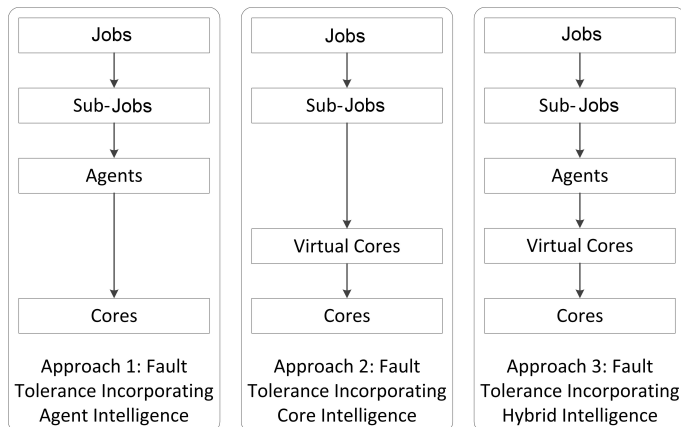 Jobs
Sub-Jobs
Agents
Cores
Approach 1: Fault
Tolerance Incorporating
Agent Intelligence
Jobs
Sub-Jobs
Virtual Cores
Cores
Approach 2: Fault
Tolerance Incorporating
Core Intelligence
Jobs
Sub-Jobs
Agents
Virtual Cores
Cores
Approach 3: Fault
Tolerance Incorporating
Hybrid Intelligence